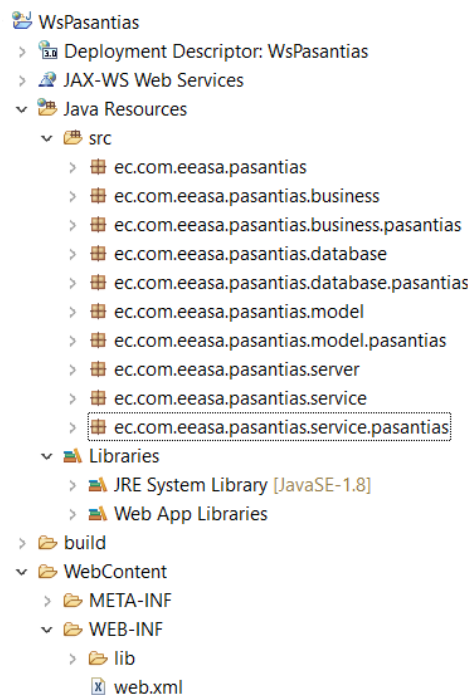 WsPasantias
3.0 Deployment Descriptor: WsPasantias
JAX-WS Web Services
Java Resources
src
ec.com.eeasa.pasantias
ec.com.eeasa.pasantias.business
ec.com.eeasa.pasantias.business.pasantias
ec.com.eeasa.pasantias.database
ec.com.eeasa.pasantias.database.pasantias
ec.com.eeasa.pasantias.model
ec.com.eeasa.pasantias.model.pasantias
ec.com.eeasa.pasantias.server
ec.com.eeasa.pasantias.service
ec.com.eeasa.pasantias.service.pasantias
Libraries
JRE System Library [JavaSE-1.8]
Web App Libraries
build
WebContent
META-INF
WEB-INF
lib
web.xml